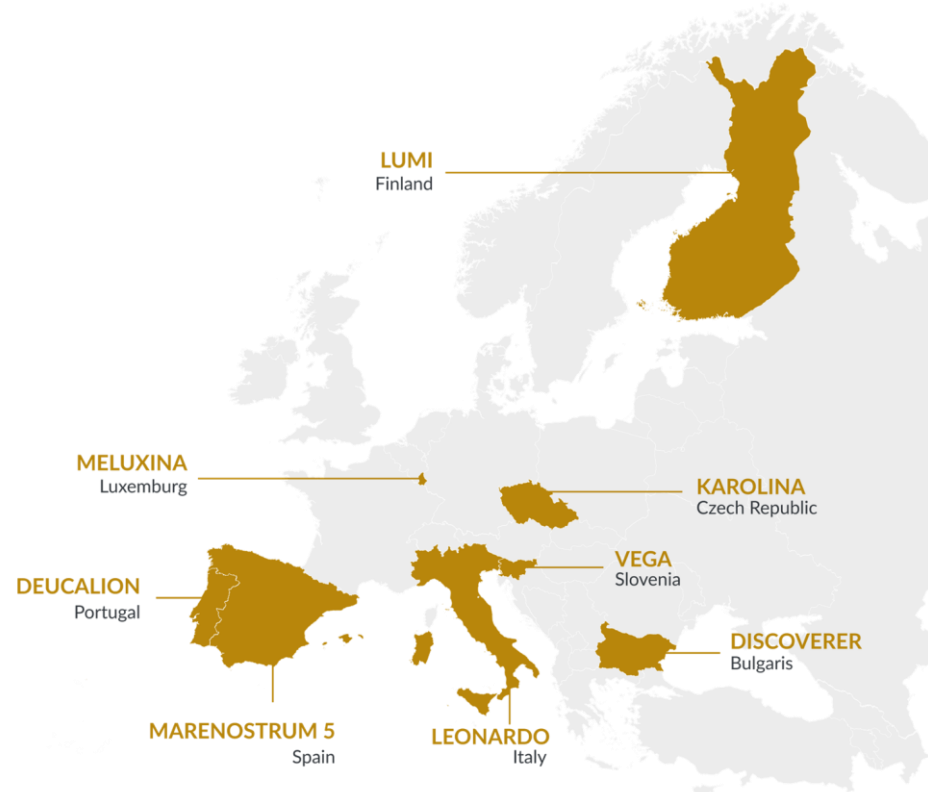 LUMI
Finland
MELUXINA
Luxemburg
KAROLINA
Czech Republic
VEGA
Slovenia
DEUCALION
Portugal
DISCOVERER
Bulgaris
MARENOSTRUM 5
Spain
LEONARDO
Italy